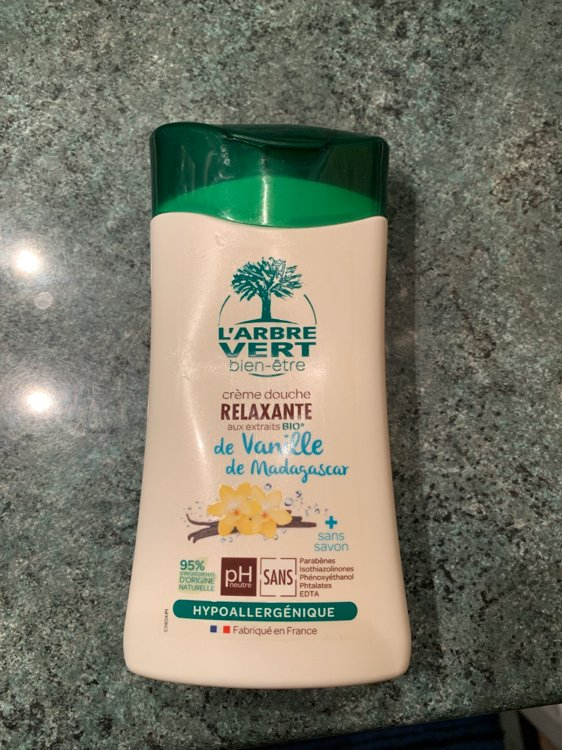 L'ARBRE
VERT
bien-être
crème douche
RELAXANTE
aux extraits BIO*
de Vanille
de Madagascar
+
sans
savon
95%
D'INGRÉDIENTS
D'ORIGINE
NATURELLE
pH
neutre
SANS
Parabènes
Isothiazolinones
Phénoxyéthanol
Phtalates
EDTA
HYPOALLERGÉNIQUE
Fabriqué en France